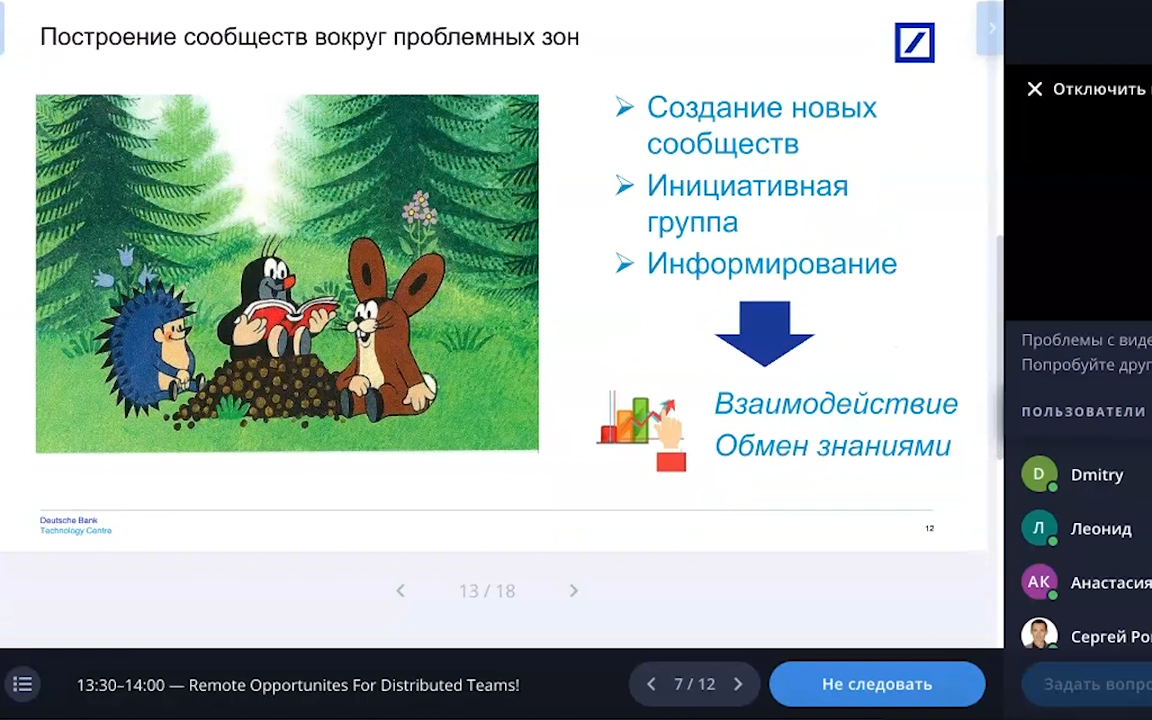 Построение сообществ вокруг проблемных зон
Создание новых
сообществ
Инициативная
группа
Информирование
Взаимодействие
Обмен знаниями
Deutsche Bank
Technology Centre
12
13 / 18
13:30–14:00 — Remote Opportunites For Distributed Teams!
7 / 12
Не следовать
Отключить
Проблемы с виде
Попробуйте друг
ПОЛЬЗОВАТЕЛИ
D
Dmitry
Л
Леонид
АК
Анастасия
Сергей Ро
Задать вопро